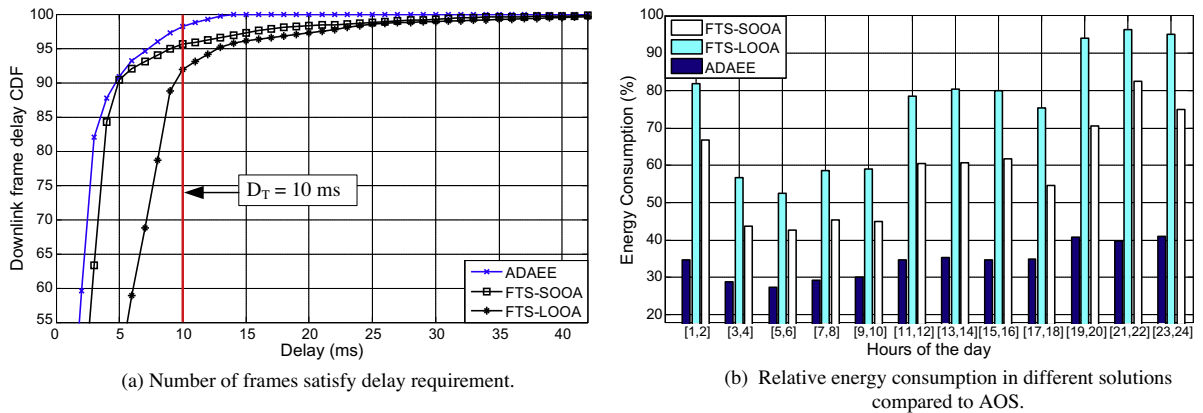 100
95
90
85
80
75
70
65
60
55
Downlink frame delay CDF
D_T = 10 ms
ADAEE
FTS-SOOA
FTS-LOOA
0 5 10 15 20 25 30 35 40
Delay (ms)
(a) Number of frames satisfy delay requirement.
100
90
80
70
60
50
40
30
20
Energy Consumption (%)
FTS-SOOA
FTS-LOOA
ADAEE
[1,2] [3,4] [5,6] [7,8] [9,10] [11,12] [13,14] [15,16] [17,18] [19,20] [21,22] [23,24]
Hours of the day
(b) Relative energy consumption in different solutions
compared to AOS.